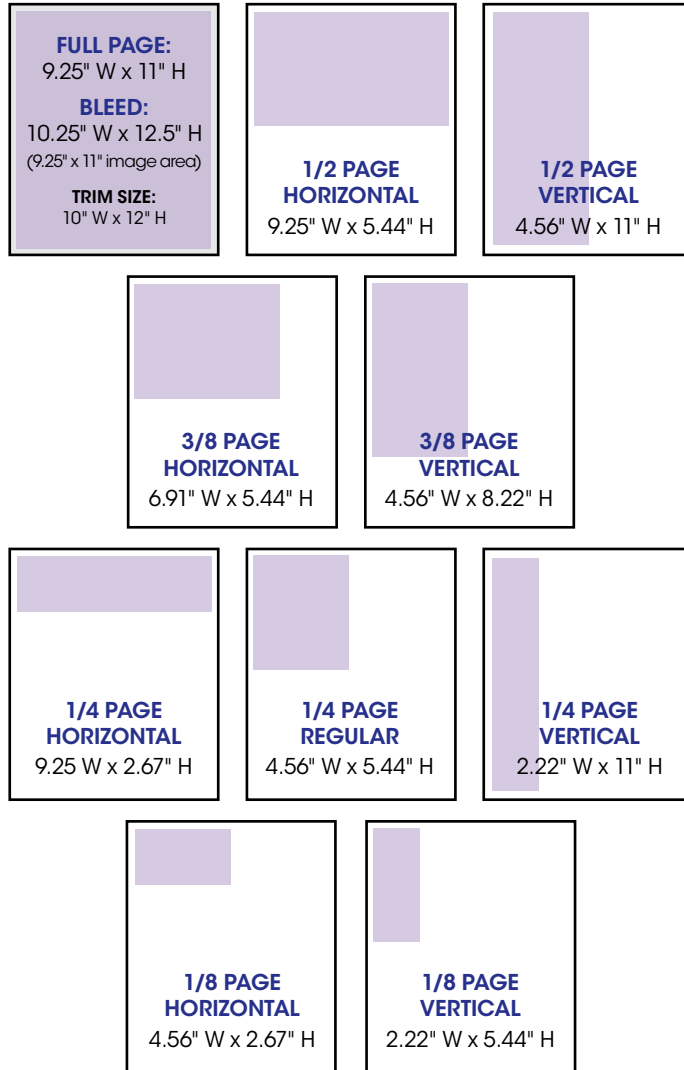 FULL PAGE:
9.25" W x 11" H
BLEED:
10.25" W x 12.5" H
(9.25" x 11" image area)
TRIM SIZE:
10" W x 12" H
1/2 PAGE
HORIZONTAL
9.25" W x 5.44" H
1/2 PAGE
VERTICAL
4.56" W x 11" H
3/8 PAGE
HORIZONTAL
6.91" W x 5.44" H
3/8 PAGE
VERTICAL
4.56" W x 8.22" H
1/4 PAGE
HORIZONTAL
9.25 W x 2.67" H
1/4 PAGE
REGULAR
4.56" W x 5.44" H
1/4 PAGE
VERTICAL
2.22" W x 11" H
1/8 PAGE
HORIZONTAL
4.56" W x 2.67" H
1/8 PAGE
VERTICAL
2.22" W x 5.44" H